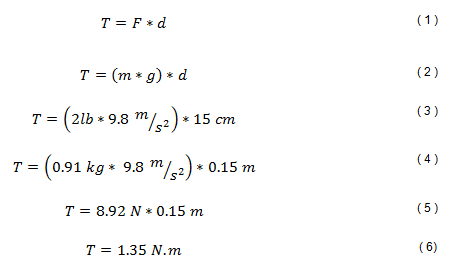 T = F * d (1)
T = (m * g) * d (2)
T = (2lb * 9.8 m/s²) * 15 cm (3)
T = (0.91 kg * 9.8 m/s²) * 0.15 m (4)
T = 8.92 N * 0.15 m (5)
T = 1.35 N.m (6)